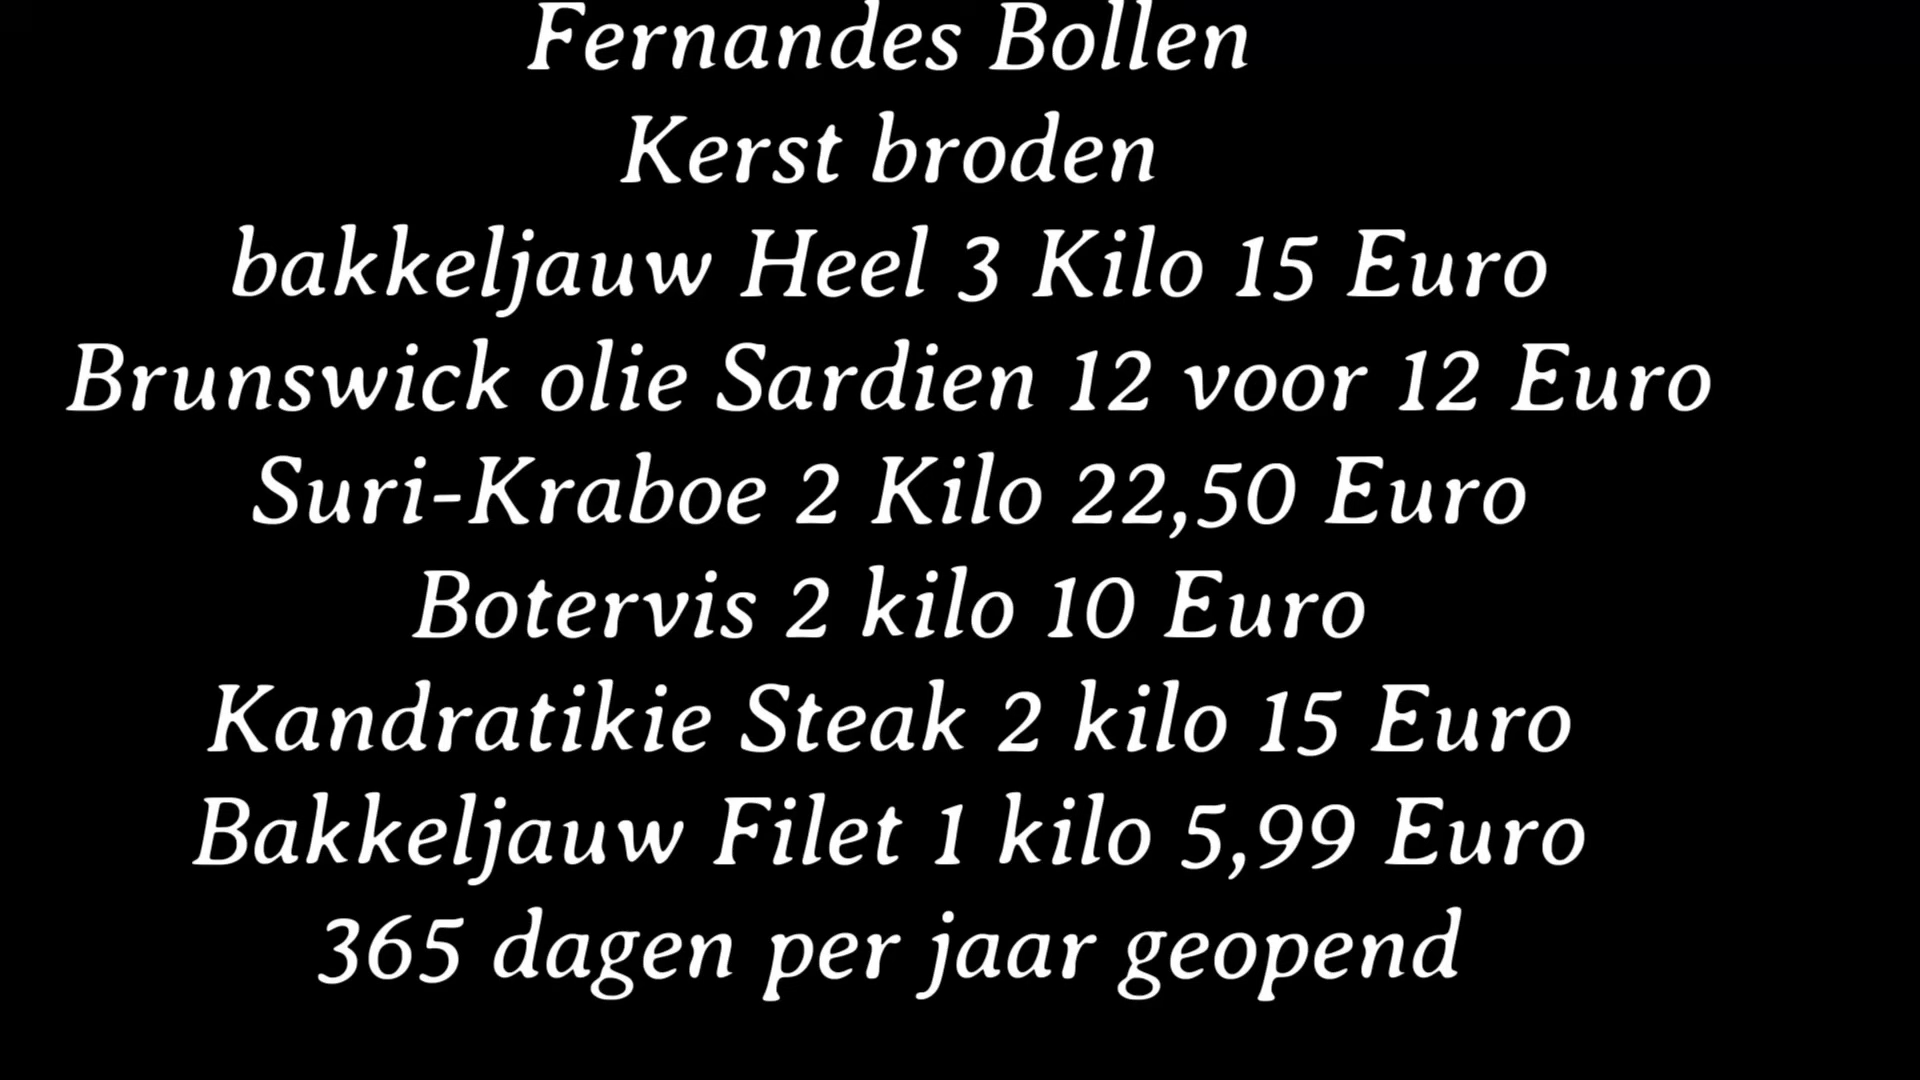 Fernandes Bollen
Kerst broden
bakkeljauw Heel 3 Kilo 15 Euro
Brunswick olie Sardien 12 voor 12 Euro
Suri-Kraboe 2 Kilo 22,50 Euro
Botervis 2 kilo 10 Euro
Kandratikie Steak 2 kilo 15 Euro
Bakkeljauw Filet 1 kilo 5,99 Euro
365 dagen per jaar geopend